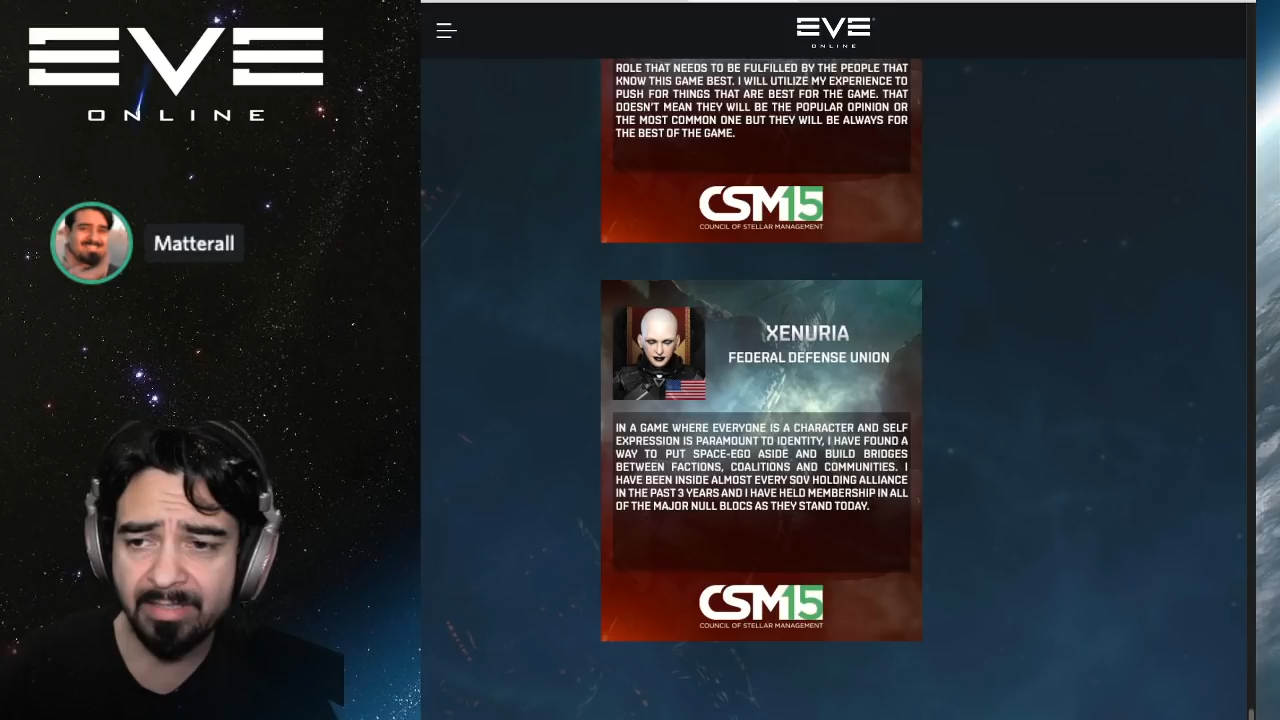 EVE
ONLINE
Matterall
EVE
ONLINE
ROLE THAT NEEDS TO BE FULFILLED BY THE PEOPLE THAT
KNOW THIS GAME BEST. I WILL UTILIZE MY EXPERIENCE TO
PUSH FOR THINGS THAT ARE BEST FOR THE GAME. THAT
DOESN'T MEAN THEY WILL BE THE POPULAR OPINION OR
THE MOST COMMON ONE BUT THEY WILL BE ALWAYS FOR
THE BEST OF THE GAME.
CSM15
COUNCIL OF STELLAR MANAGEMENT
XENURIA
FEDERAL DEFENSE UNION
IN A GAME WHERE EVERYONE IS A CHARACTER AND SELF
EXPRESSION IS PARAMOUNT TO IDENTITY, I HAVE FOUND A
WAY TO PUT SPACE-EGO ASIDE AND BUILD BRIDGES
BETWEEN FACTIONS, COALITIONS AND COMMUNITIES. I
HAVE BEEN INSIDE ALMOST EVERY SOV HOLDING ALLIANCE
IN THE PAST 3 YEARS AND I HAVE HELD MEMBERSHIP IN ALL
OF THE MAJOR NULL BLOCS AS THEY STAND TODAY.
CSM15
COUNCIL OF STELLAR MANAGEMENT